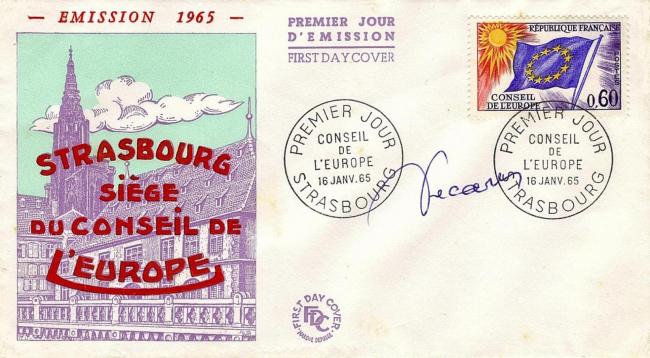 - EMISSION 1965 -
STRASBOURG
SIÈGE
DU CONSEIL DE
L'EUROPE
PREMIER JOUR
D'EMISSION
FIRST DAY COVER
RÉPUBLIQUE FRANÇAISE
CONSEIL
DE L'EUROPE
0,60
PREMIER JOUR
CONSEIL
DE
L'EUROPE
16 JANV. 65
STRASBOURG
PREMIER JOUR
CONSEIL
DE
L'EUROPE
16 JANV. 65
STRASBOURG
FIRST DAY COVER
FDC
MARQUE DEPOSEE